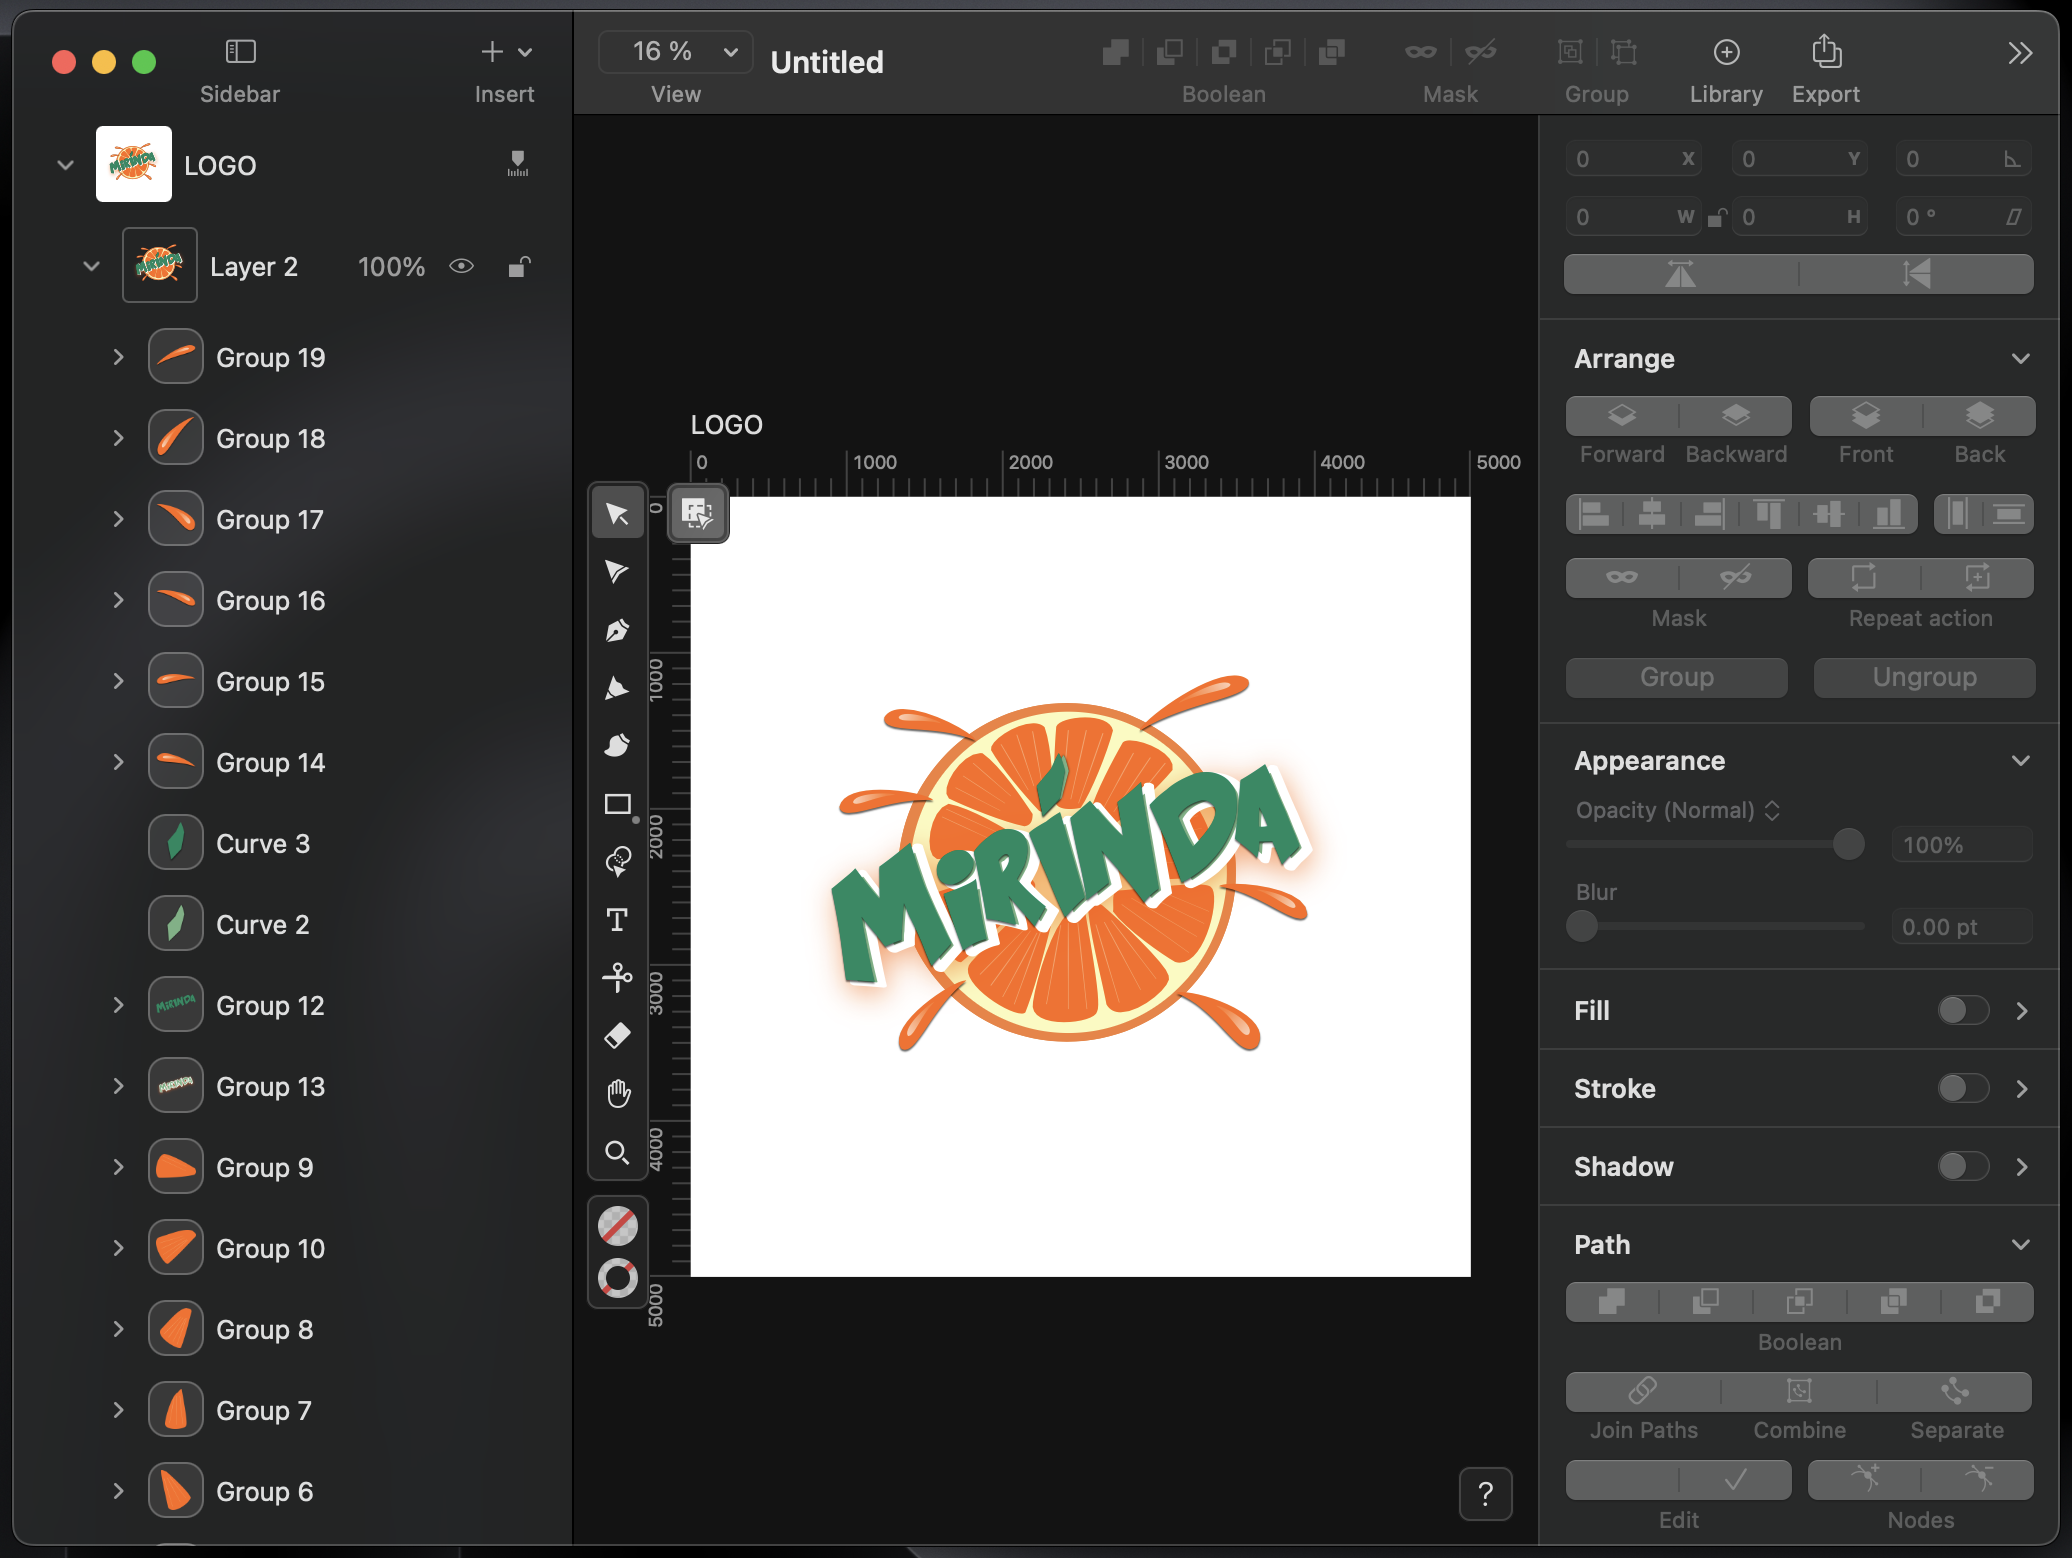 Sidebar
Insert
16 %
View
Untitled
Boolean
Mask
Group
Library
Export
LOGO
Layer 2 100%
Group 19
Group 18
Group 17
Group 16
Group 15
Group 14
Curve 3
Curve 2
Group 12
Group 13
Group 9
Group 10
Group 8
Group 7
Group 6
LOGO
0 1000 2000 3000 4000 5000
0
1000
2000
3000
4000
5000
MiRINDA
?
0 X 0 Y 0
0 W 0 H 0 °
Arrange
Forward Backward Front Back
Mask Repeat action
Group Ungroup
Appearance
Opacity (Normal)
100%
Blur
0.00 pt
Fill
Stroke
Shadow
Path
Boolean
Join Paths Combine Separate
Edit Nodes